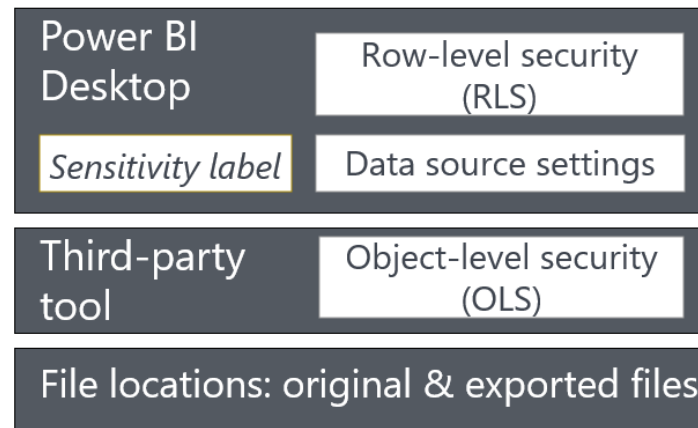 Power BI
Desktop
Row-level security
(RLS)
Sensitivity label
Data source settings
Third-party
tool
Object-level security
(OLS)
File locations: original & exported files